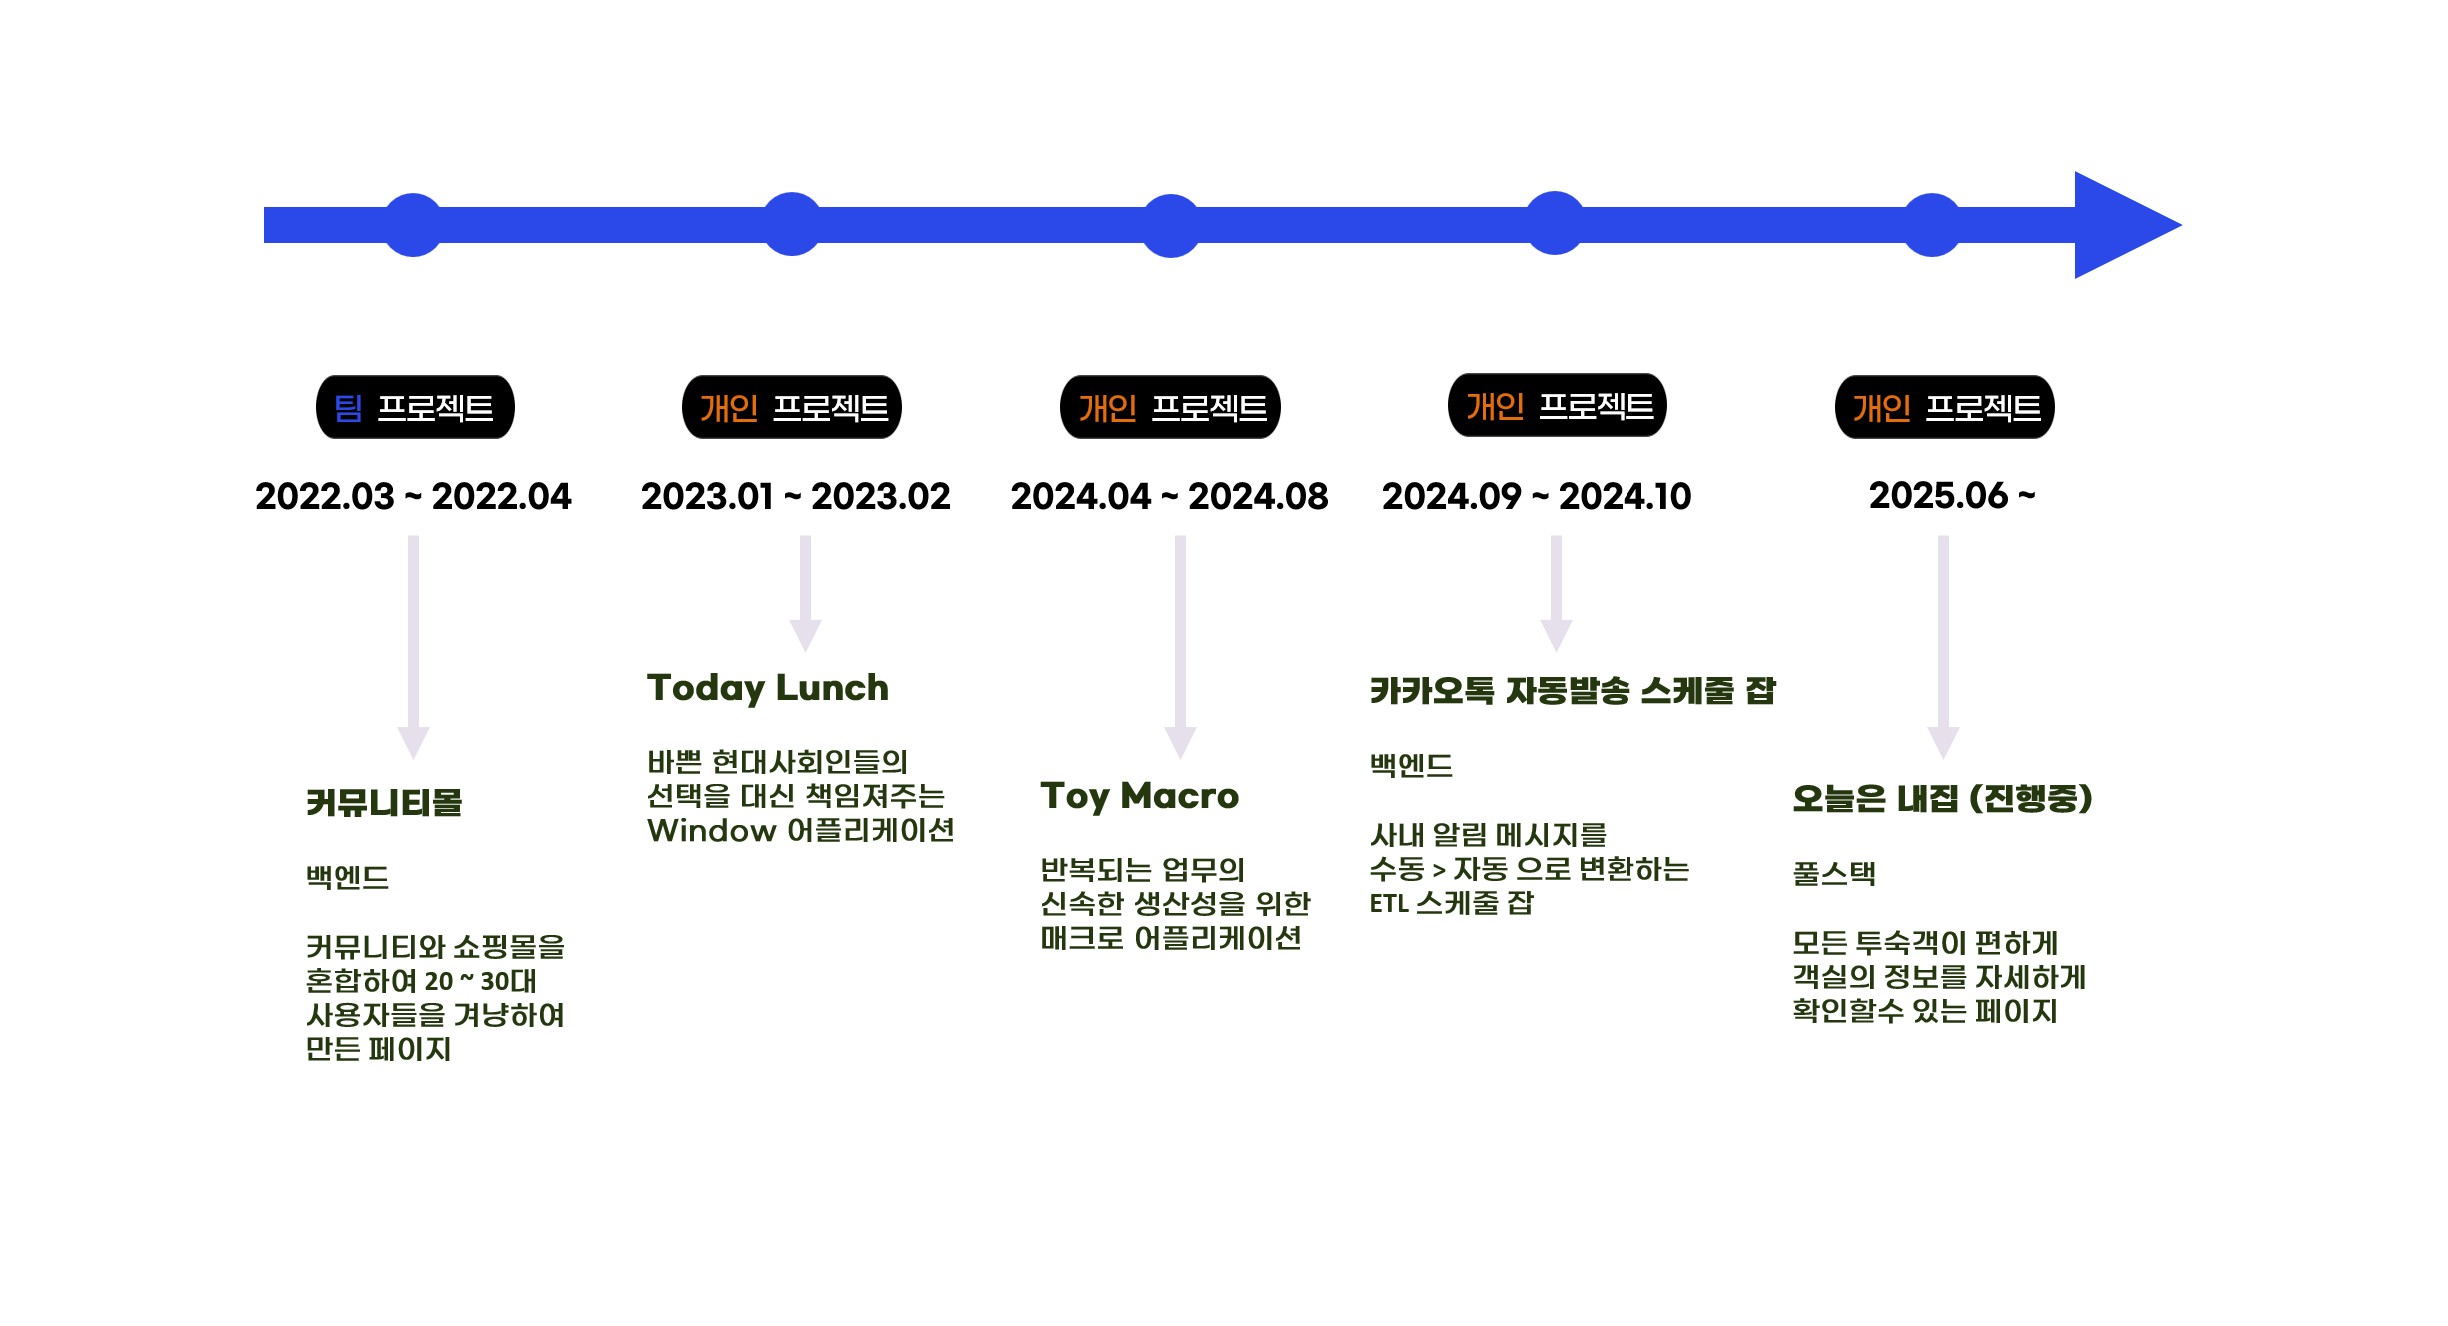 팀 프로젝트
2022.03 ~ 2022.04
커뮤니티몰
백엔드
커뮤니티와 쇼핑몰을
혼합하여 20 ~ 30대
사용자들을 겨냥하여
만든 페이지
개인 프로젝트
2023.01 ~ 2023.02
Today Lunch
바쁜 현대사회인들의
선택을 대신 책임져주는
Window 어플리케이션
개인 프로젝트
2024.04 ~ 2024.08
Toy Macro
반복되는 업무의
신속한 생산성을 위한
매크로 어플리케이션
개인 프로젝트
2024.09 ~ 2024.10
카카오톡 자동발송 스케줄 잡
백엔드
사내 알림 메시지를
수동 > 자동 으로 변환하는
ETL 스케줄 잡
개인 프로젝트
2025.06 ~
오늘은 내집 (진행중)
풀스택
모든 투숙객이 편하게
객실의 정보를 자세하게
확인할수 있는 페이지